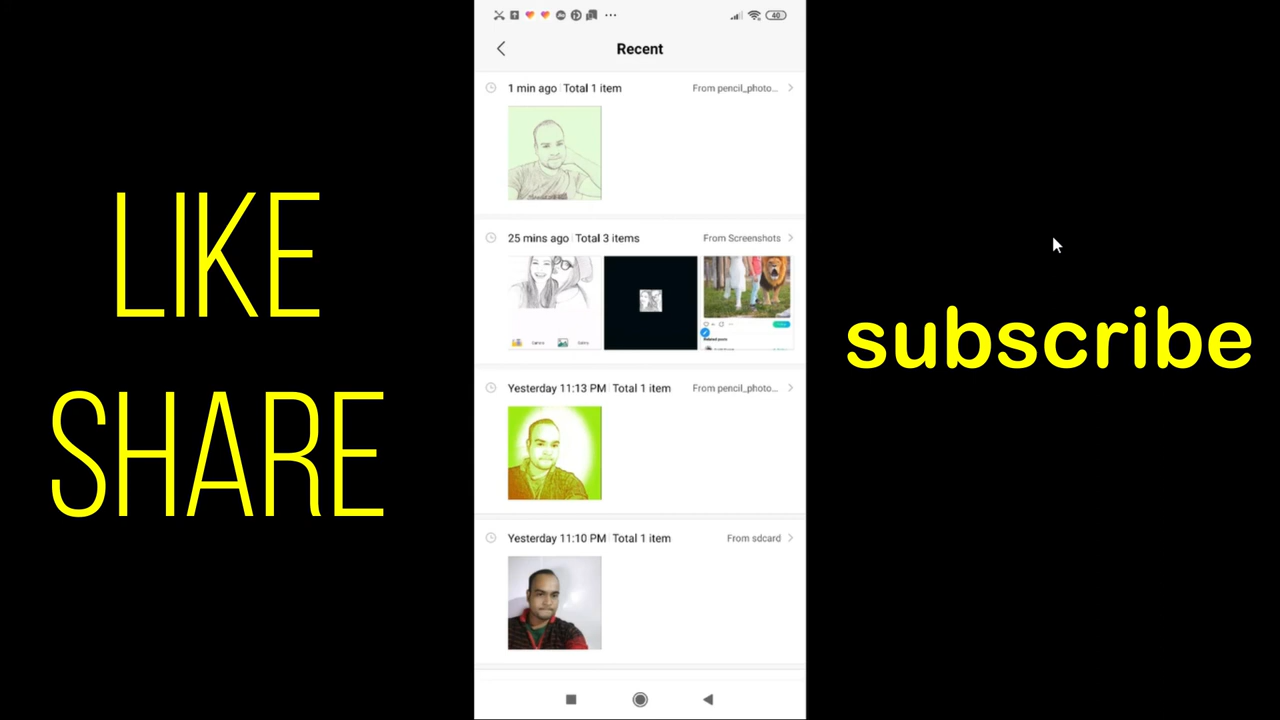 LIKE
SHARE
40
Recent
1 min ago Total 1 item From pencil_photo...
25 mins ago Total 3 items From Screenshots
Yesterday 11:13 PM Total 1 item From pencil_photo...
Yesterday 11:10 PM Total 1 item From sdcard
subscribe